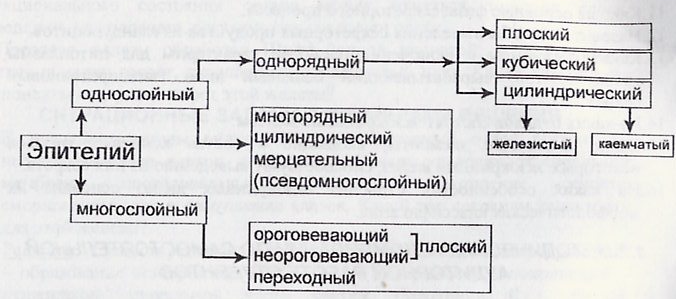 плоский
однорядный
кубический
однослойный
цилиндрический
многорядный
Эпителий
цилиндрический
железистый
каемчатый
мерцательный
(псевдомногослойный)
многослойный
ороговевающий
неороговевающий
плоский
переходный